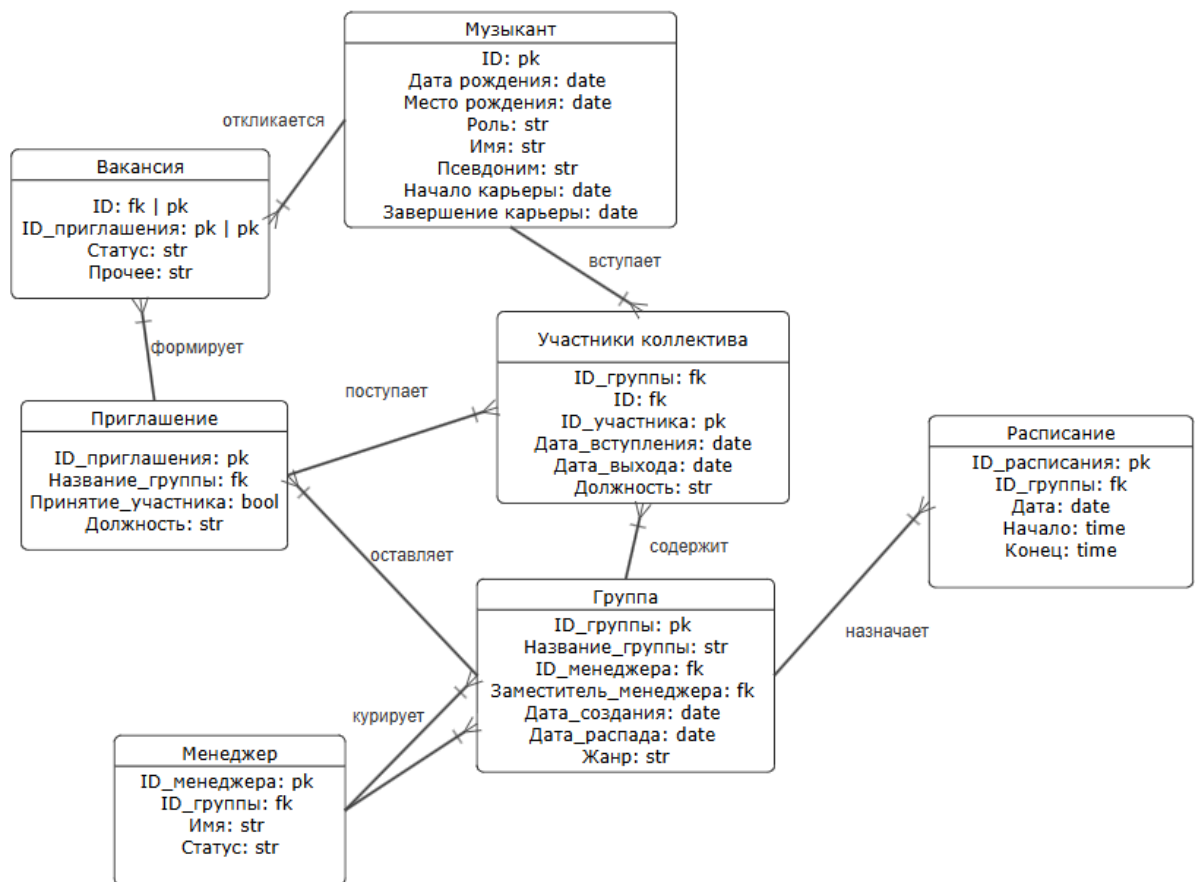 Музыкант
ID: pk
Дата рождения: date
Место рождения: date
Роль: str
Имя: str
Псевдоним: str
Начало карьеры: date
Завершение карьеры: date
откликается
Вакансия
ID: fk | pk
ID_приглашения: pk | pk
Статус: str
Прочее: str
вступает
формирует
Участники коллектива
ID_группы: fk
ID: fk
ID_участника: pk
Дата_вступления: date
Дата_выхода: date
Должность: str
поступает
Приглашение
ID_приглашения: pk
Название_группы: fk
Принятие_участника: bool
Должность: str
Расписание
ID_расписания: pk
ID_группы: fk
Дата: date
Начало: time
Конец: time
оставляет
содержит
Группа
ID_группы: pk
Название_группы: str
ID_менеджера: fk
Заместитель_менеджера: fk
Дата_создания: date
Дата_распада: date
Жанр: str
назначает
курирует
Менеджер
ID_менеджера: pk
ID_группы: fk
Имя: str
Статус: str